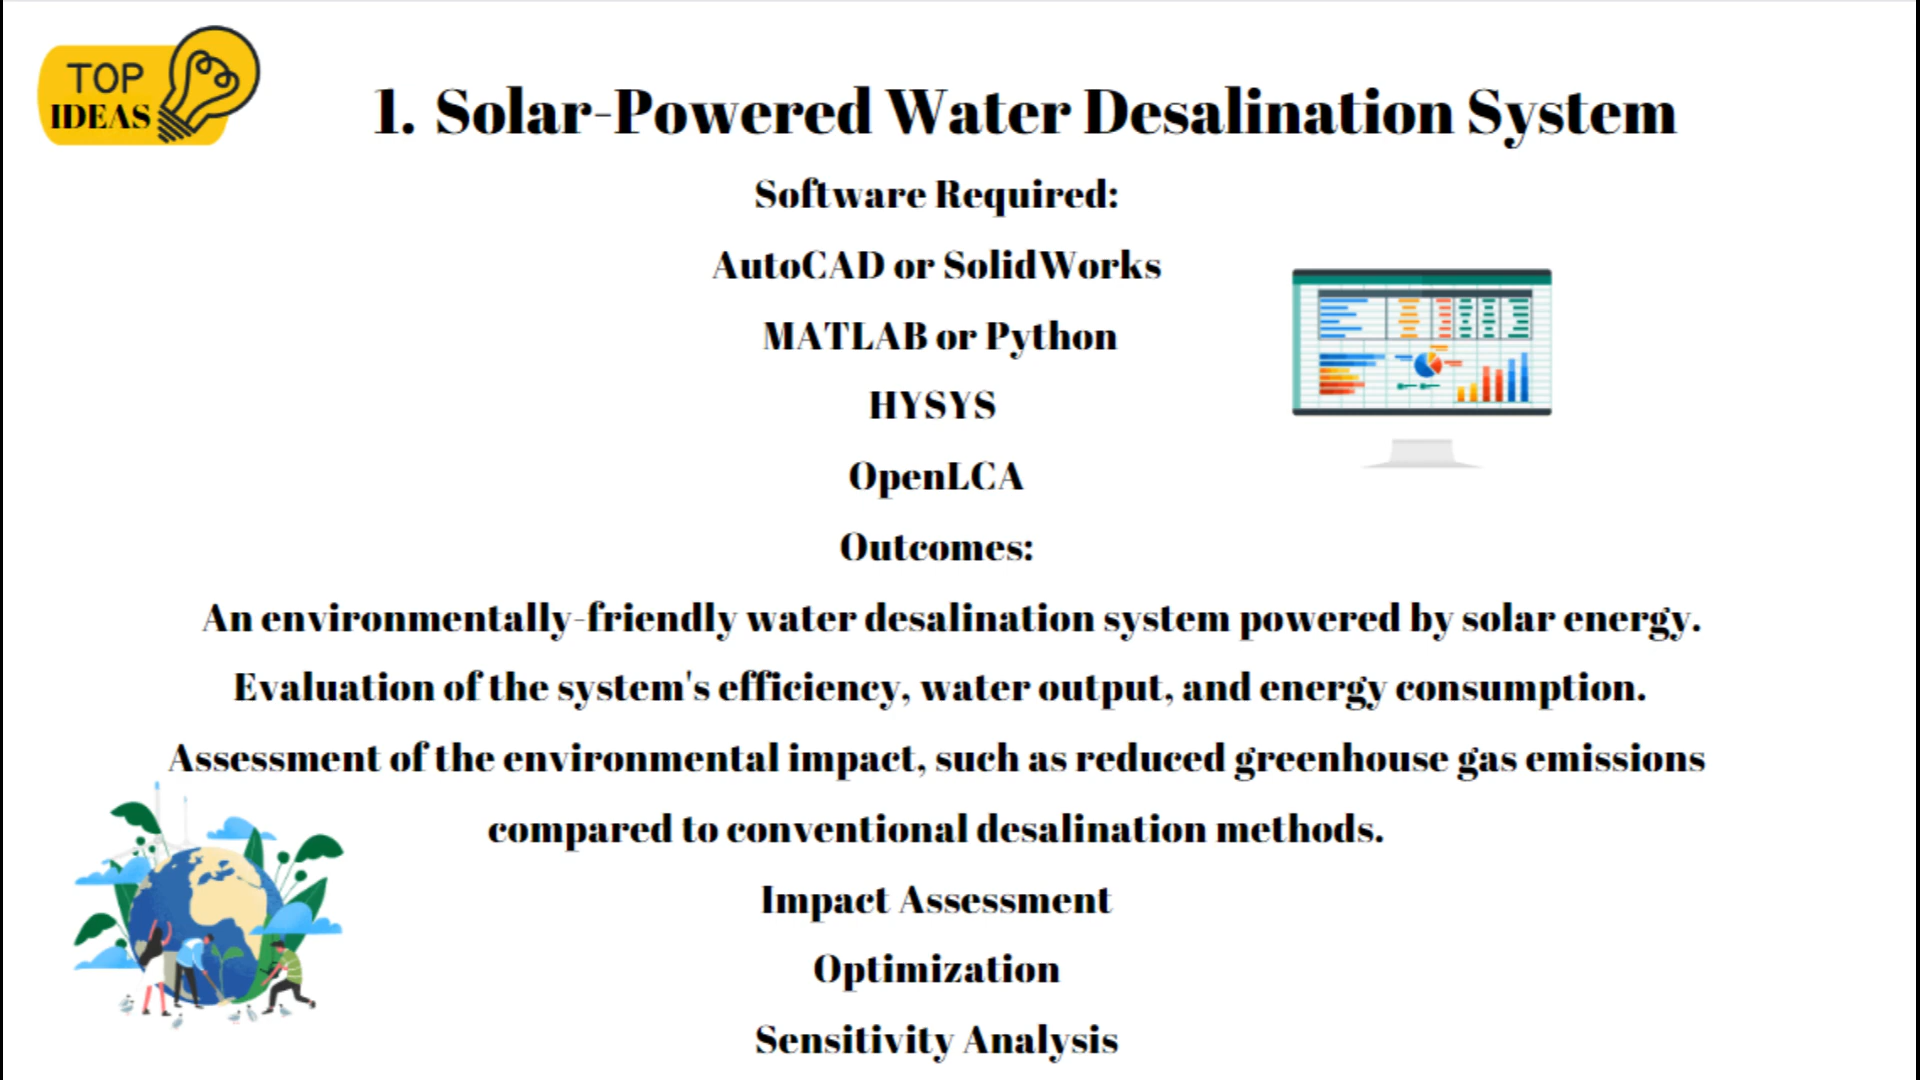 TOP
IDEAS
1. Solar-Powered Water Desalination System
Software Required:
AutoCAD or SolidWorks
MATLAB or Python
HYSYS
OpenLCA
Outcomes:
An environmentally-friendly water desalination system powered by solar energy.
Evaluation of the system's efficiency, water output, and energy consumption.
Assessment of the environmental impact, such as reduced greenhouse gas emissions
compared to conventional desalination methods.
Impact Assessment
Optimization
Sensitivity Analysis